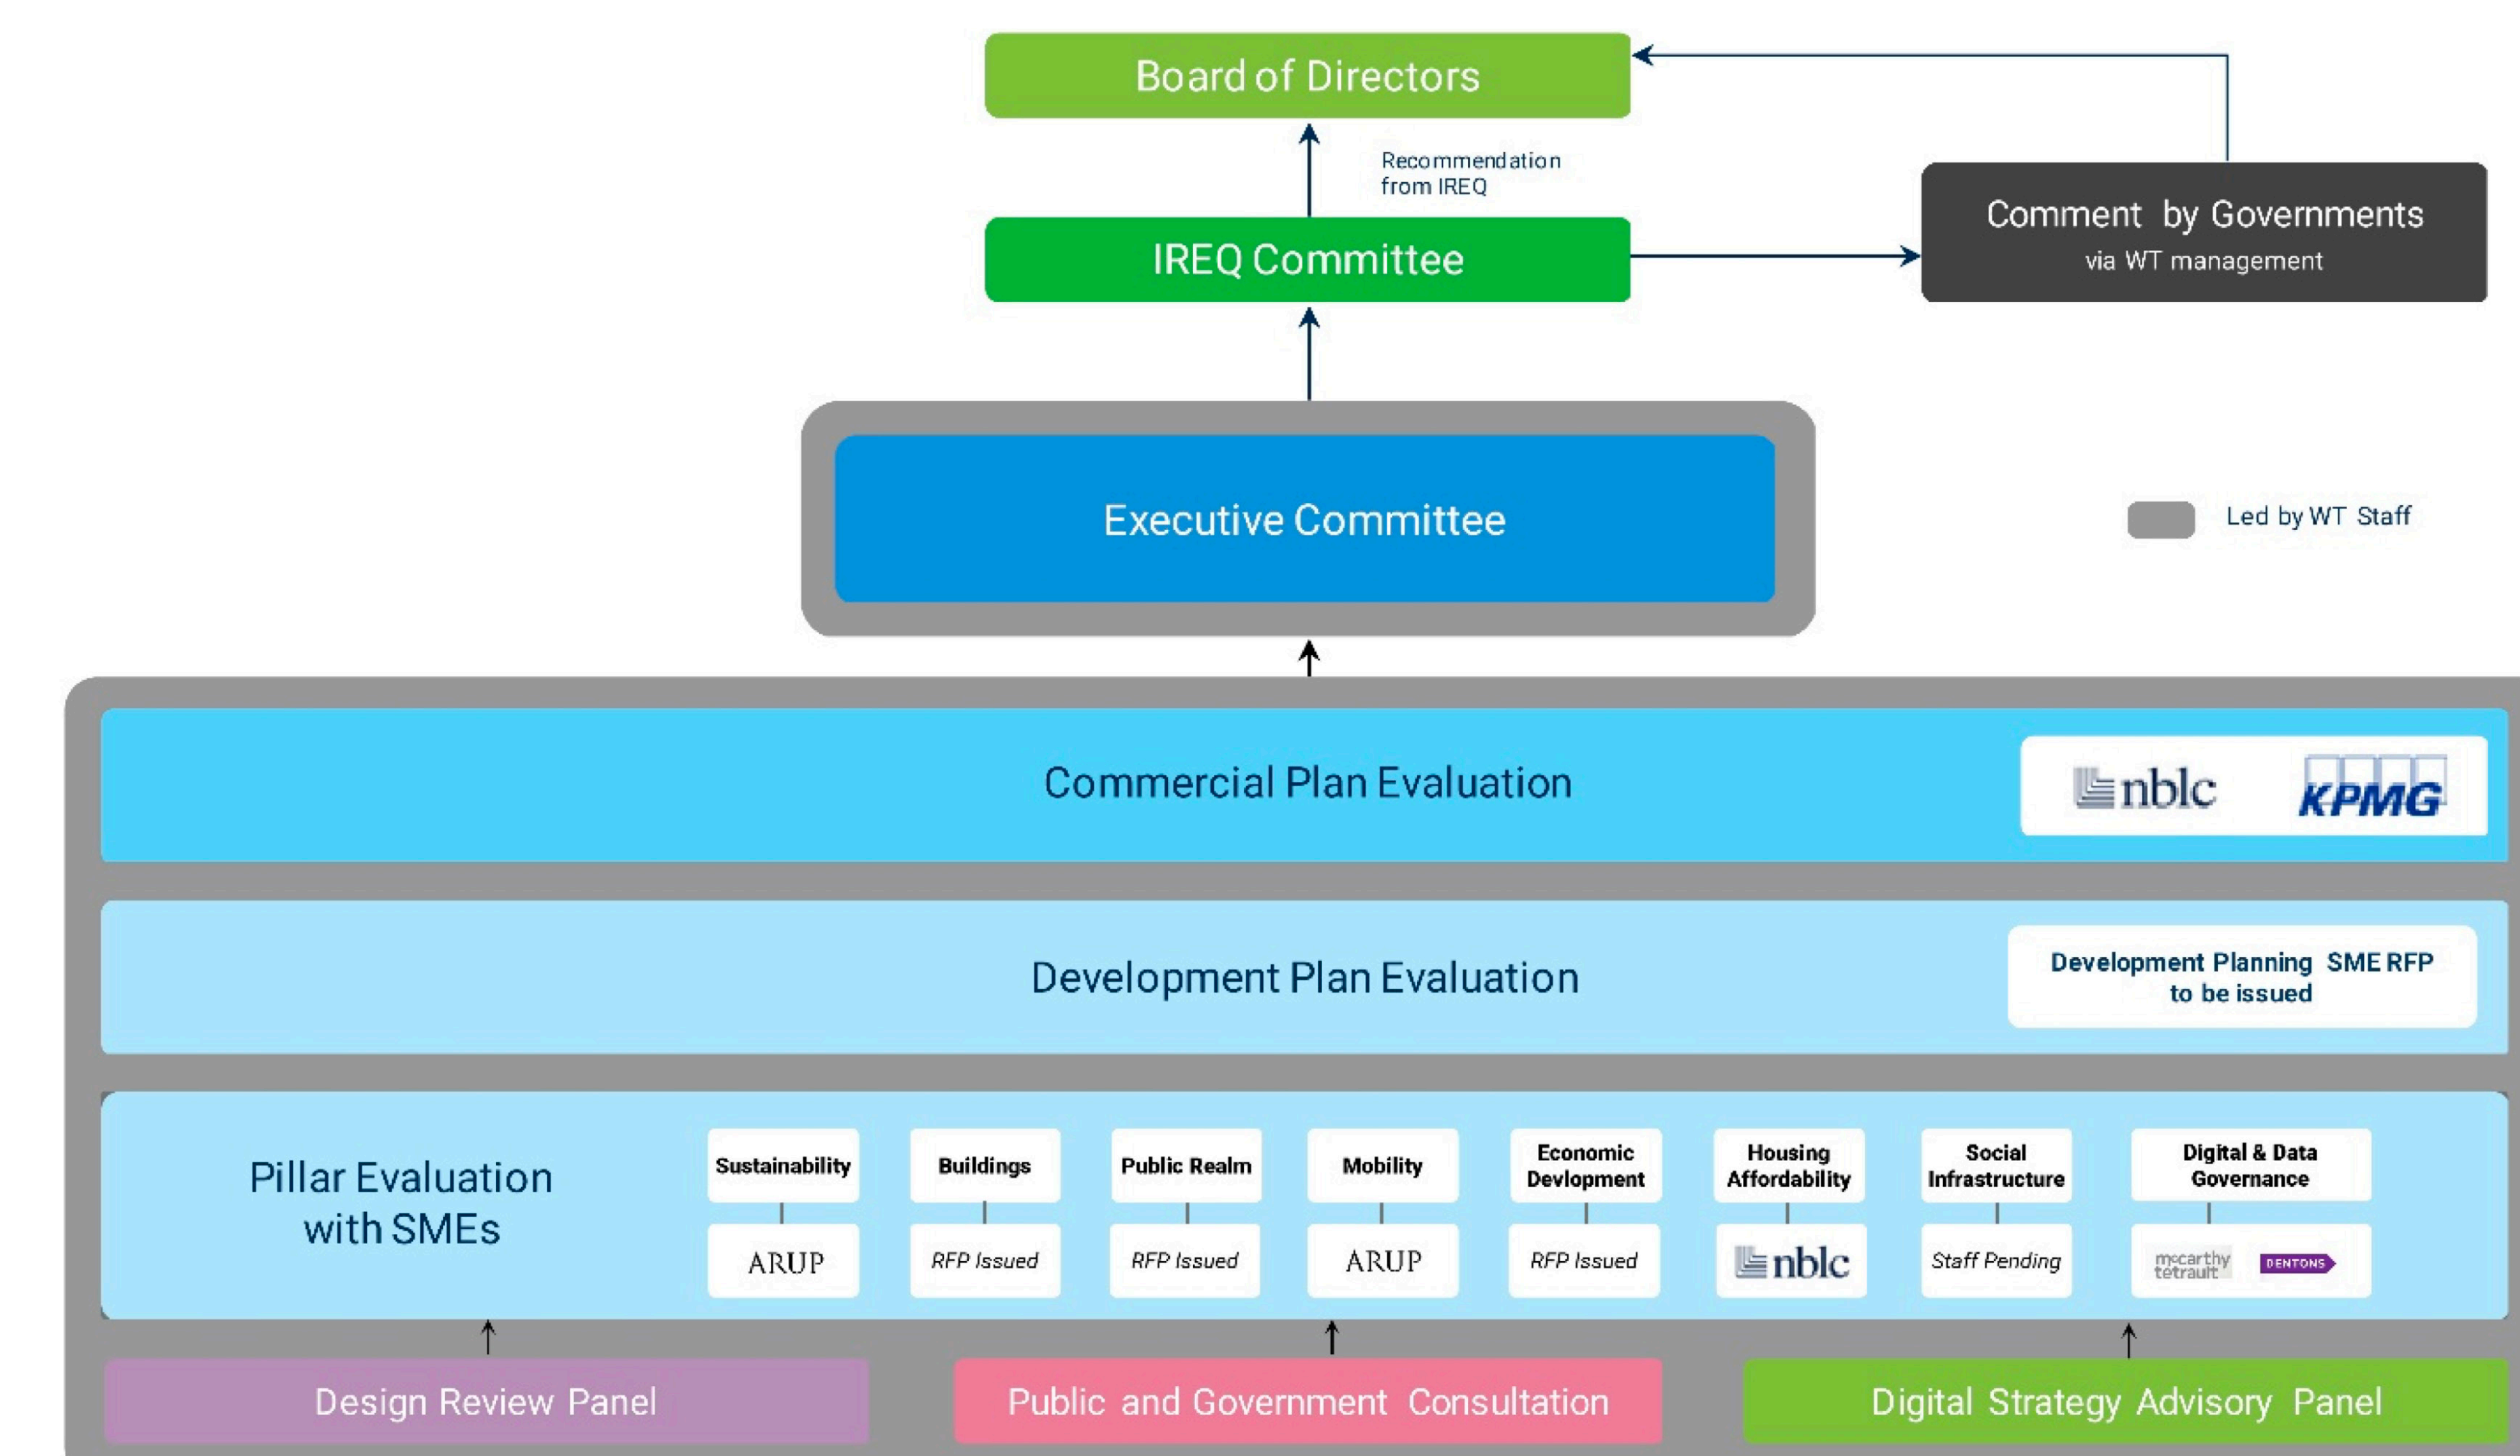 Board of Directors
Recommendation
from IREQ
IREQ Committee
Comment by Governments
via WT management
Executive Committee
Led by WT Staff
Commercial Plan Evaluation
nblc
KPMG
Development Plan Evaluation
Development Planning SME RFP
to be issued
Pillar Evaluation
with SMEs
Sustainability
ARUP
Buildings
RFP Issued
Public Realm
RFP Issued
Mobility
ARUP
Economic
Devlopment
RFP Issued
Housing
Affordability
nblc
Social
Infrastructure
Staff Pending
Digital & Data
Governance
mccarthy
tetrault
DENTONS
Design Review Panel
Public and Government Consultation
Digital Strategy Advisory Panel